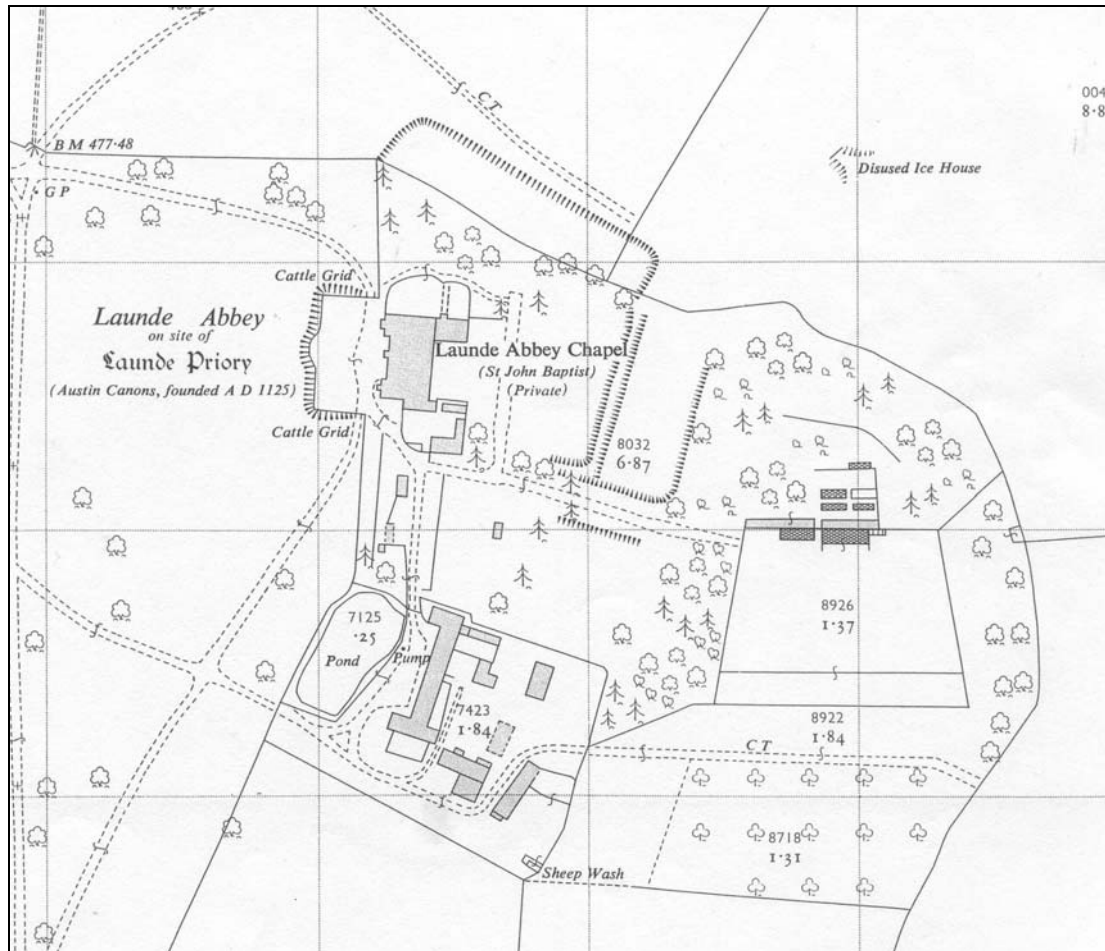 004
8·8
CT
B M 477·48
Disused Ice House
G P
Cattle Grid
Launde Abbey
on site of
Launde Priory
(Austin Canons, founded A D 1125)
Launde Abbey Chapel
(St John Baptist)
(Private)
Cattle Grid
8032
6·87
8926
1·37
7125
·25
Pond
Pump
7423
1·84
8922
1·84
CT
8718
1·31
Sheep Wash